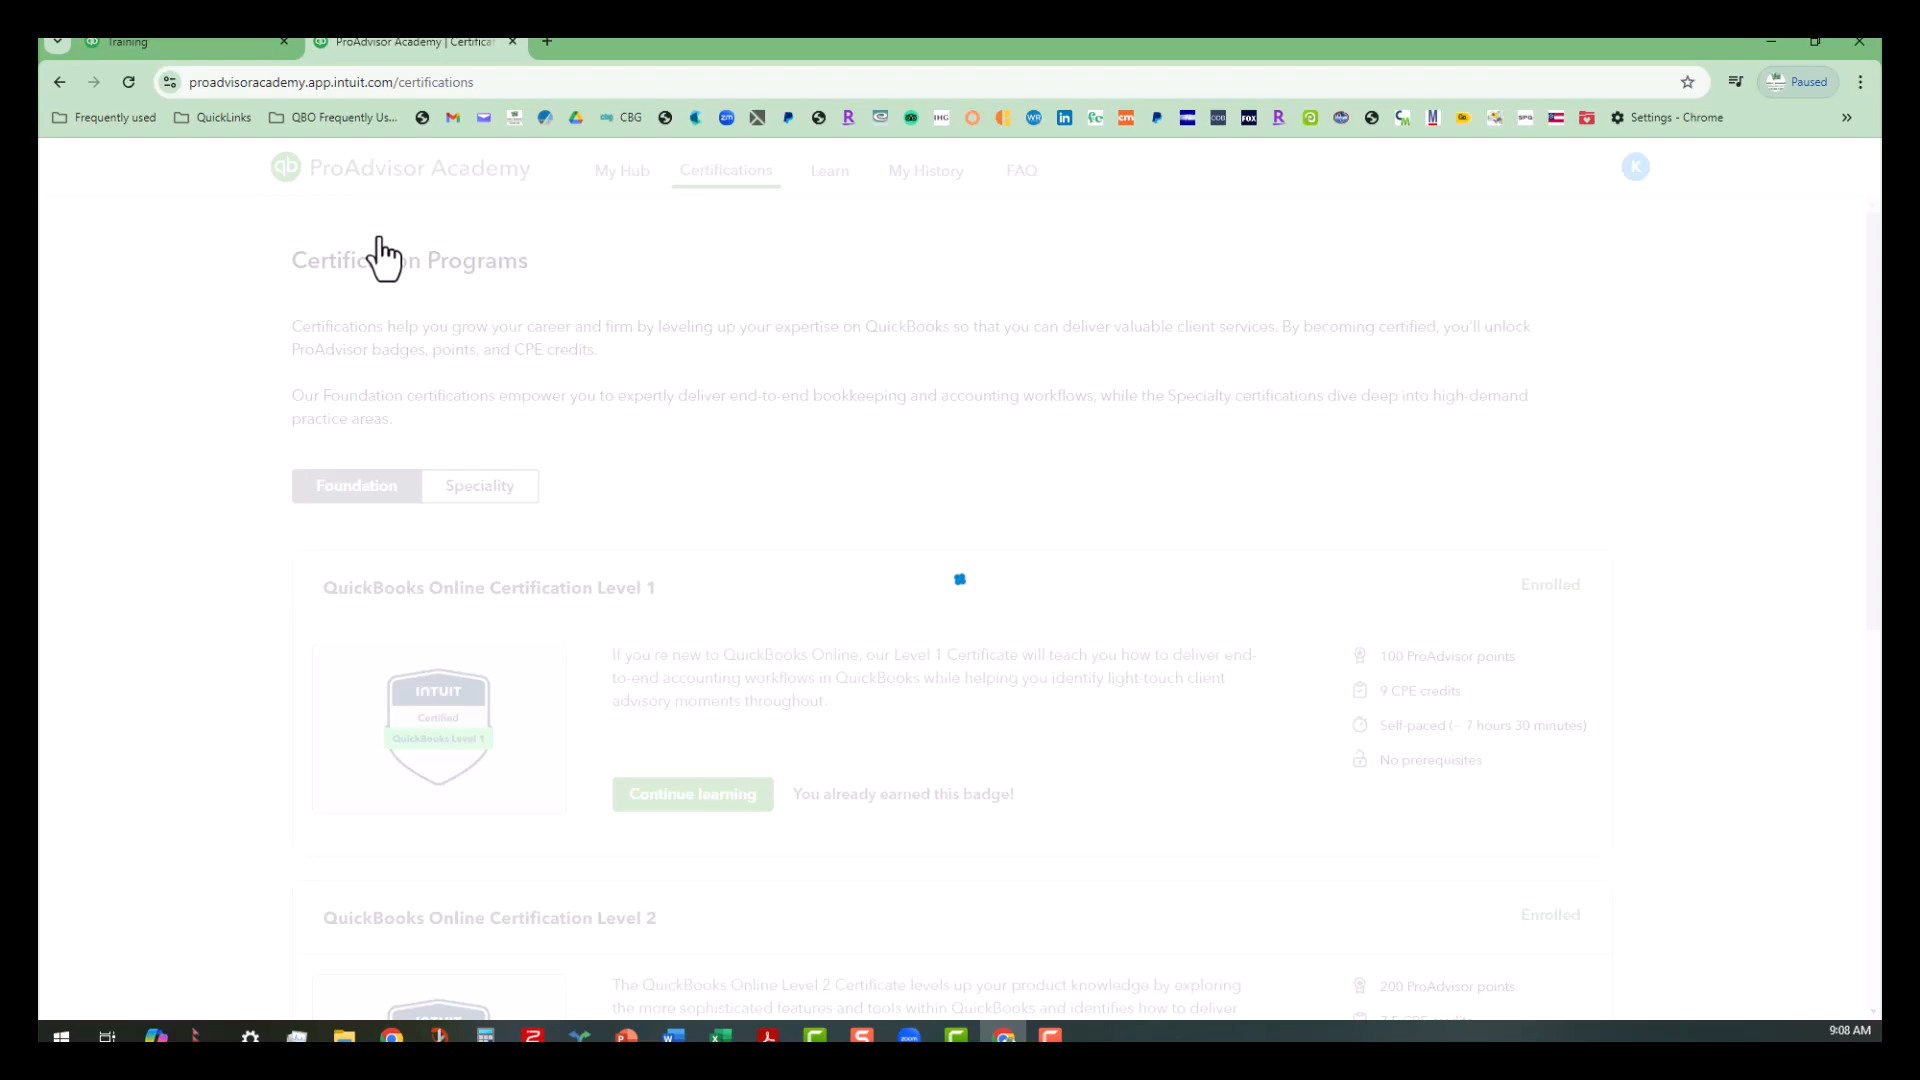 Training
ProAdvisor Academy | Certificat
proadvisoracademy.app.intuit.com/certifications
Paused
Frequently used
QuickLinks
QBO Frequently Us...
CBG
Settings - Chrome
qb ProAdvisor Academy
My Hub
Certifications
Learn
My History
FAQ
K
Certific n Programs
Certifications help you grow your career and firm by leveling up your expertise on QuickBooks so that you can deliver valuable client services. By becoming certified, you'll unlock
ProAdvisor badges, points, and CPE credits.
Our Foundation certifications empower you to expertly deliver end-to-end bookkeeping and accounting workflows, while the Specialty certifications dive deep into high-demand
practice areas.
Foundation
Speciality
QuickBooks Online Certification Level 1
Enrolled
INTUIT
Certified
QuickBooks Level 1
If you're new to QuickBooks Online, our Level 1 Certificate will teach you how to deliver end-
to-end accounting workflows in QuickBooks while helping you identify light-touch client
advisory moments throughout.
100 ProAdvisor points
9 CPE credits
Self-paced (~ 7 hours 30 minutes)
No prerequisites
Continue learning
You already earned this badge!
QuickBooks Online Certification Level 2
Enrolled
The QuickBooks Online Level 2 Certificate levels up your product knowledge by exploring
the more sophisticated features and tools within QuickBooks and identifies how to deliver
200 ProAdvisor points
7.5 CPE credits
9:08 AM